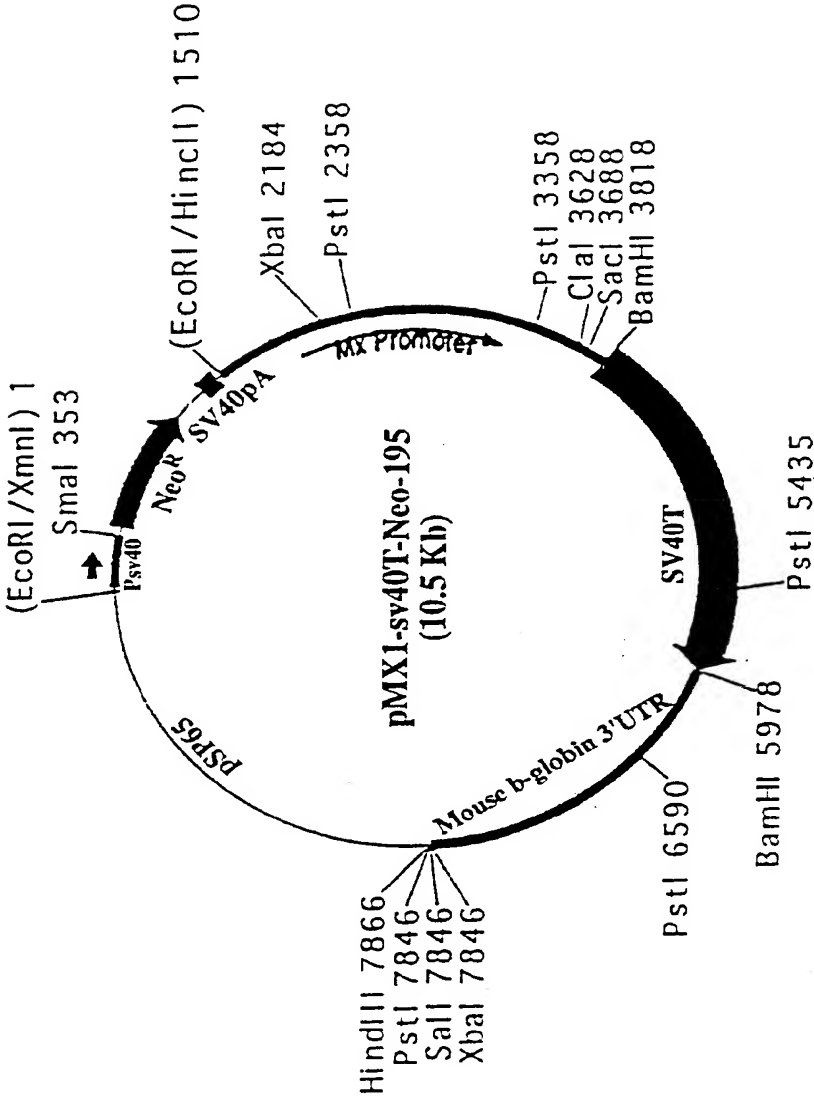 (EcoRI/XmnI) 1
SmaI 353
(EcoRI/HincII) 1510
XbaI 2184
PstI 2358
PstI 3358
ClaI 3628
SacI 3688
BamHI 3818
PstI 5435
BamHI 5978
PstI 6590
HindIII 7866
PstI 7846
SalI 7846
XbaI 7846
Psv40
NeoR
SV40pA
Mx Promoter
SV40T
Mouse b-globin 3'UTR
pSP65
pMX1-sv40T-Neo-195
(10.5 Kb)